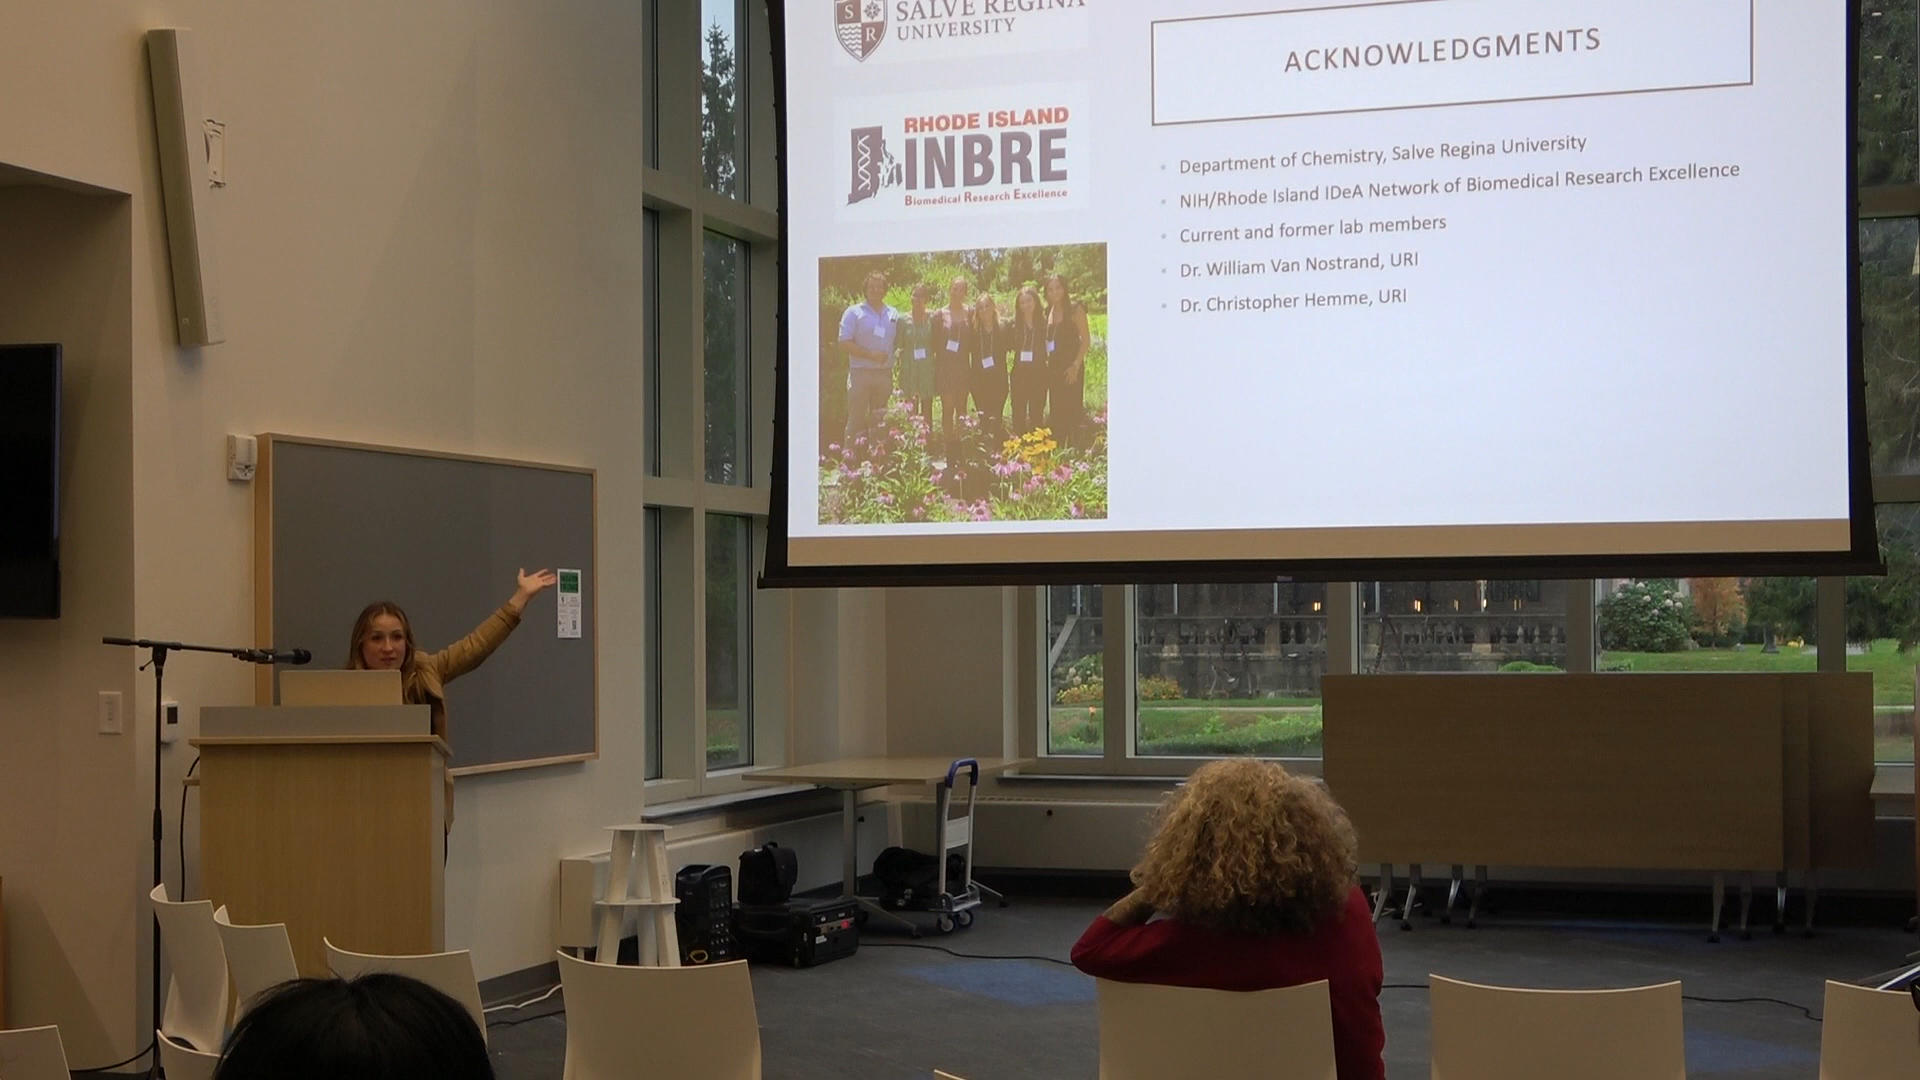 SALVE REGINA
UNIVERSITY
S
R
ACKNOWLEDGMENTS
RHODE ISLAND
INBRE
Biomedical Research Excellence
Department of Chemistry, Salve Regina University
NIH/Rhode Island IDeA Network of Biomedical Research Excellence
Current and former lab members
Dr. William Van Nostrand, URI
Dr. Christopher Hemme, URI